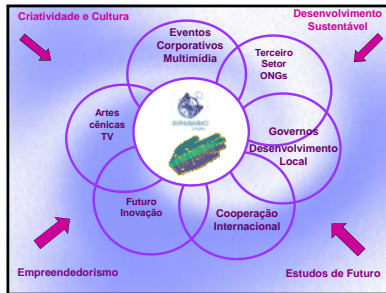 Criatividade e Cultura
Desenvolvimento
Sustentável
Eventos
Corporativos
Multimídia
Terceiro
Setor
ONGs
Artes
cênicas
TV
Governos
Desenvolvimento
Local
Futuro
Inovação
Cooperação
Internacional
Empreendedorismo
Estudos de Futuro